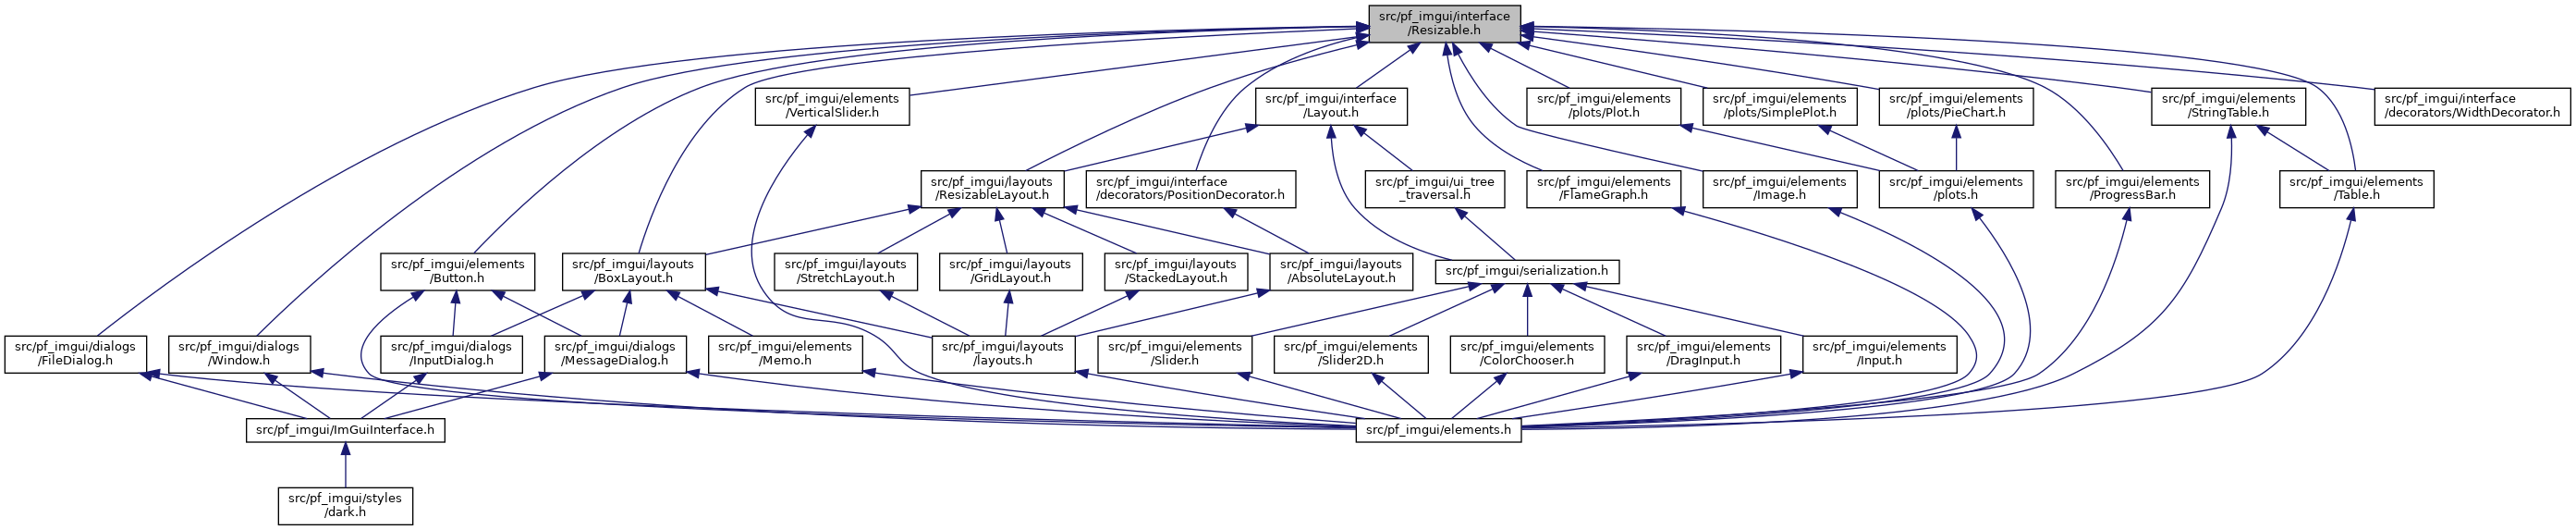 src/pf_imgui/interface
/Resizable.h
src/pf_imgui/elements
/VerticalSlider.h
src/pf_imgui/interface
/Layout.h
src/pf_imgui/elements
/plots/Plot.h
src/pf_imgui/elements
/plots/SimplePlot.h
src/pf_imgui/elements
/plots/PieChart.h
src/pf_imgui/elements
/StringTable.h
src/pf_imgui/interface
/decorators/WidthDecorator.h
src/pf_imgui/layouts
/ResizableLayout.h
src/pf_imgui/interface
/decorators/PositionDecorator.h
src/pf_imgui/ui_tree
_traversal.h
src/pf_imgui/elements
/FlameGraph.h
src/pf_imgui/elements
/Image.h
src/pf_imgui/elements
/plots.h
src/pf_imgui/elements
/ProgressBar.h
src/pf_imgui/elements
/Table.h
src/pf_imgui/elements
/Button.h
src/pf_imgui/layouts
/BoxLayout.h
src/pf_imgui/layouts
/StretchLayout.h
src/pf_imgui/layouts
/GridLayout.h
src/pf_imgui/layouts
/StackedLayout.h
src/pf_imgui/layouts
/AbsoluteLayout.h
src/pf_imgui/serialization.h
src/pf_imgui/dialogs
/FileDialog.h
src/pf_imgui/dialogs
/Window.h
src/pf_imgui/dialogs
/InputDialog.h
src/pf_imgui/dialogs
/MessageDialog.h
src/pf_imgui/elements
/Memo.h
src/pf_imgui/layouts
/layouts.h
src/pf_imgui/elements
/Slider.h
src/pf_imgui/elements
/Slider2D.h
src/pf_imgui/elements
/ColorChooser.h
src/pf_imgui/elements
/DragInput.h
src/pf_imgui/elements
/Input.h
src/pf_imgui/ImGuiInterface.h
src/pf_imgui/elements.h
src/pf_imgui/styles
/dark.h